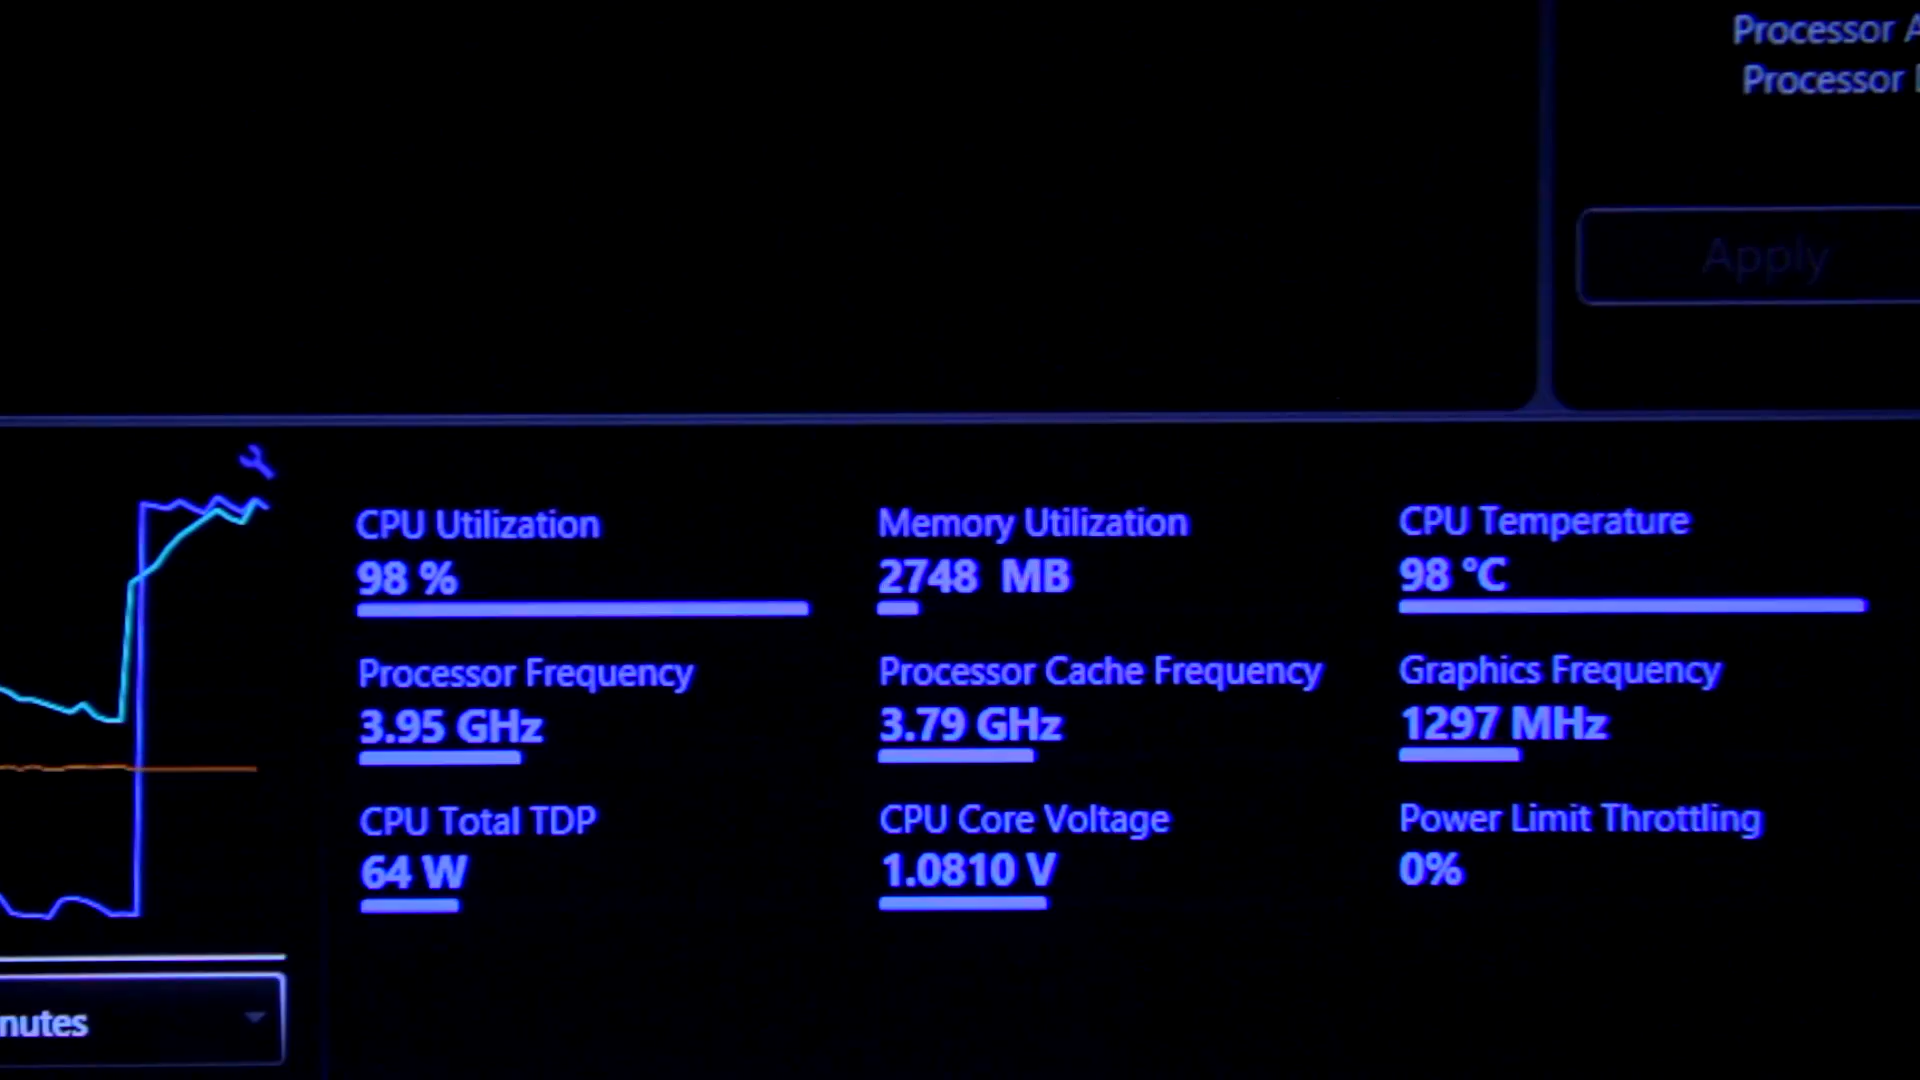 Processor
Processor
Apply
CPU Utilization
98 %
Memory Utilization
2748 MB
CPU Temperature
98 °C
Processor Frequency
3.95 GHz
Processor Cache Frequency
3.79 GHz
Graphics Frequency
1297 MHz
CPU Total TDP
64 W
CPU Core Voltage
1.0810 V
Power Limit Throttling
0%
nutes